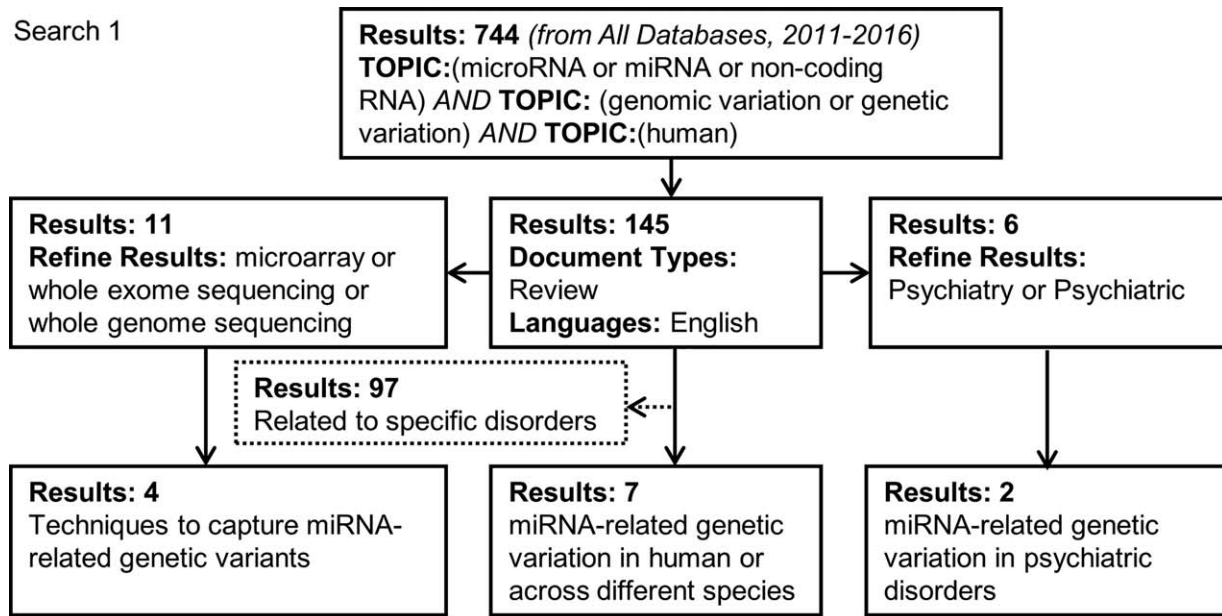 Search 1
Results: 744 (from All Databases, 2011-2016)
TOPIC:(microRNA or miRNA or non-coding
RNA) AND TOPIC: (genomic variation or genetic
variation) AND TOPIC:(human)
Results: 11
Refine Results: microarray or
whole exome sequencing or
whole genome sequencing
Results: 145
Document Types:
Review
Languages: English
Results: 6
Refine Results:
Psychiatry or Psychiatric
Results: 97
Related to specific disorders
Results: 4
Techniques to capture miRNA-
related genetic variants
Results: 7
miRNA-related genetic
variation in human or
across different species
Results: 2
miRNA-related genetic
variation in psychiatric
disorders